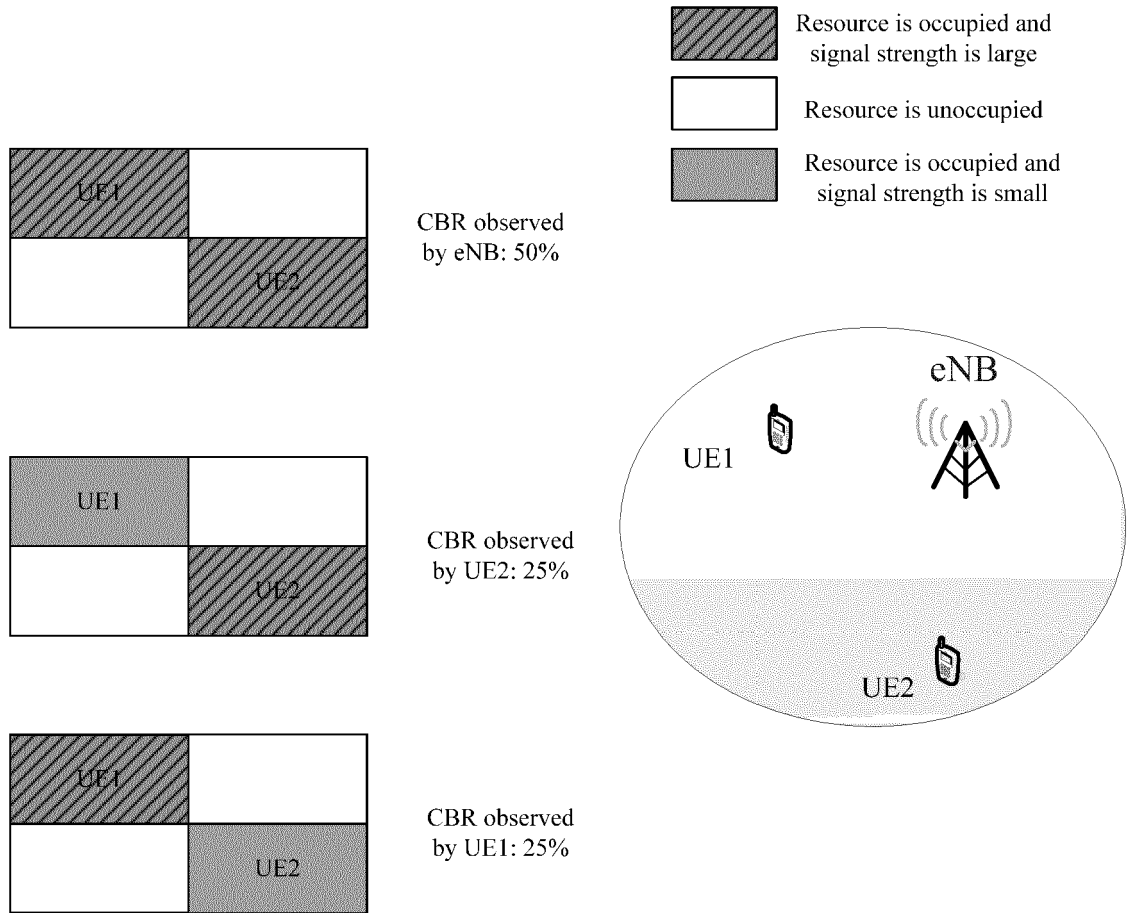 Resource is occupied and
signal strength is large
Resource is unoccupied
Resource is occupied and
signal strength is small
UE1
UE2
CBR observed
by eNB: 50%
UE1
UE2
CBR observed
by UE2: 25%
UE1
UE2
CBR observed
by UE1: 25%
eNB
UE1
UE2